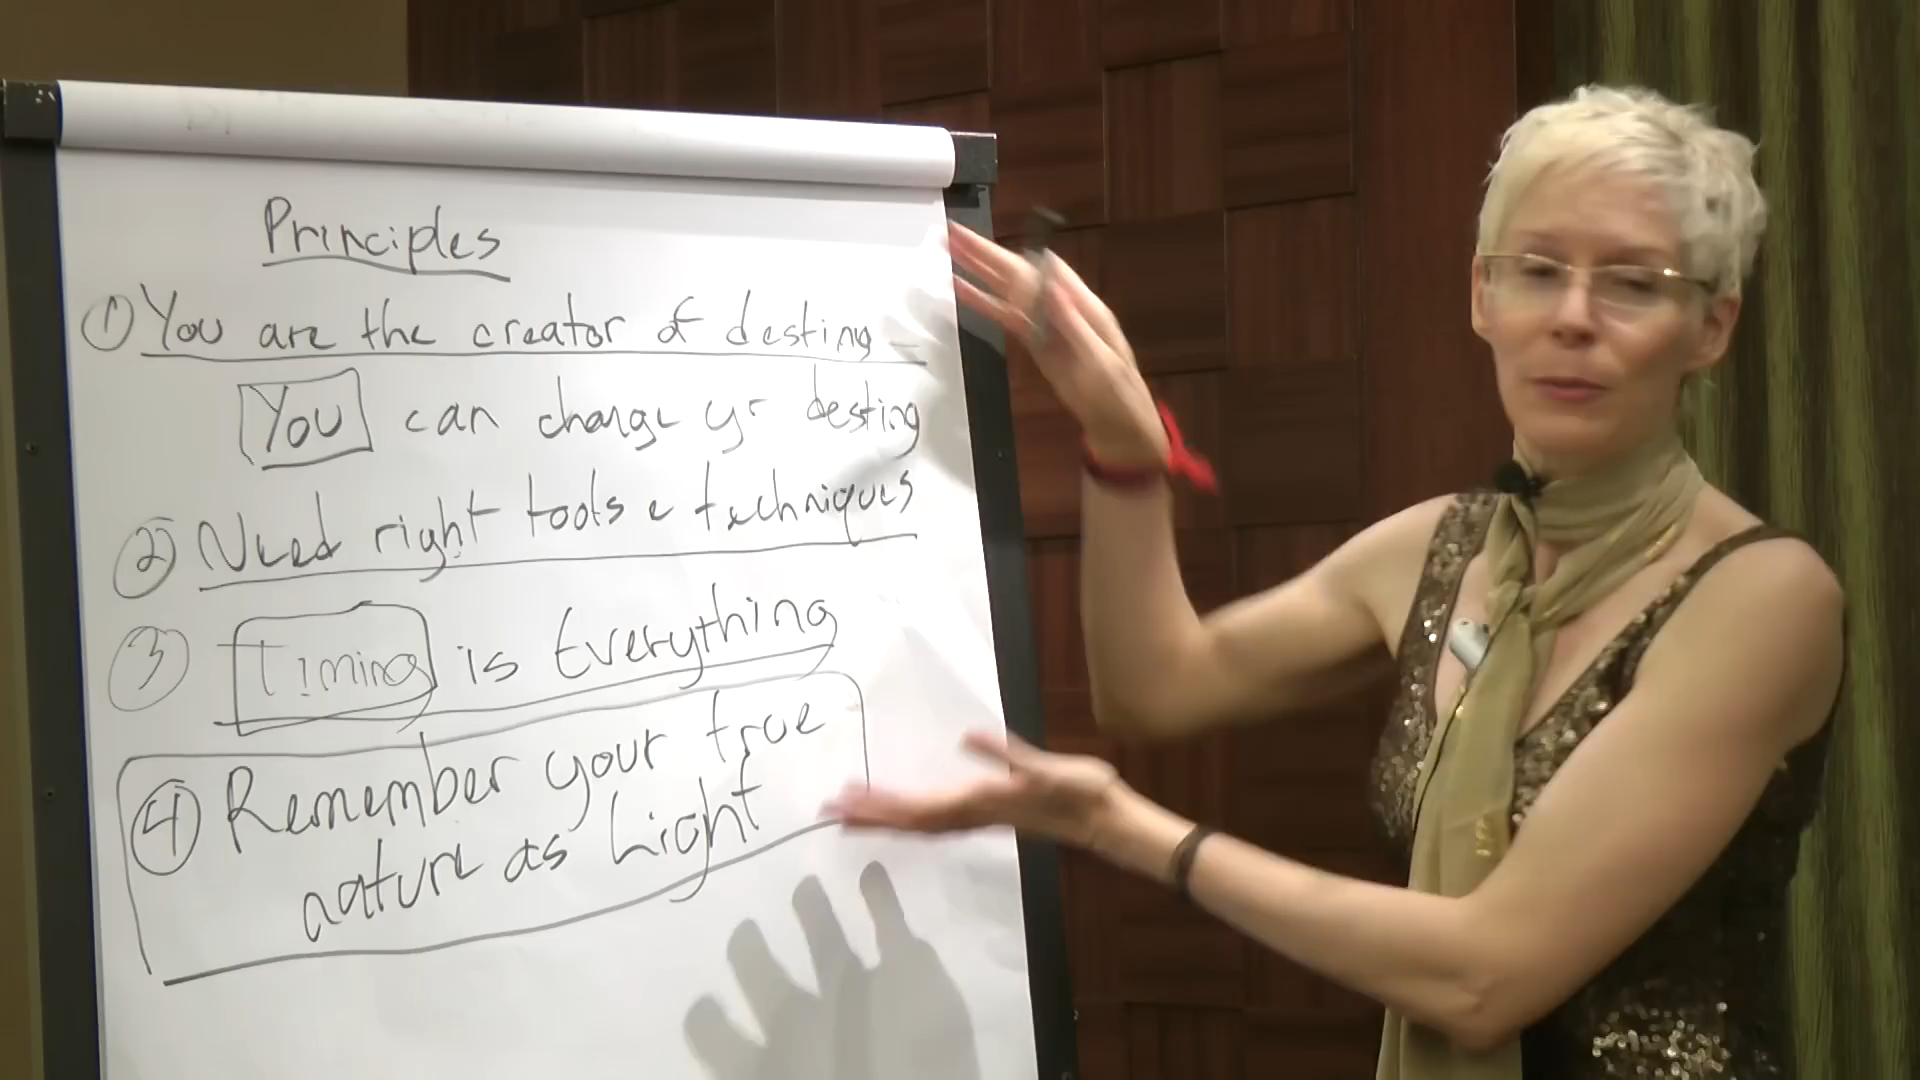 Principles
① You are the creator of destiny
You can change yr destiny
② Need right tools & techniques
③ Timing is Everything
④ Remember your true
nature as Light